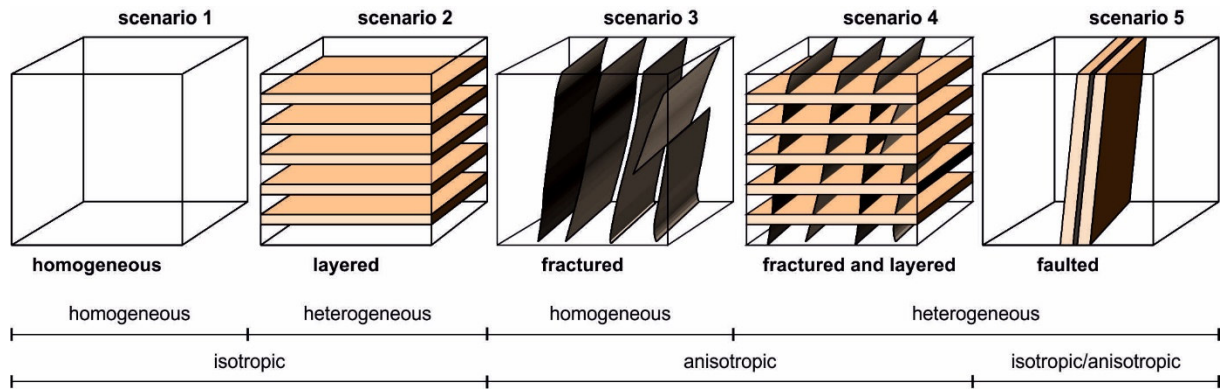 scenario 1 scenario 2 scenario 3 scenario 4 scenario 5
homogeneous layered fractured fractured and layered faulted
homogeneous heterogeneous homogeneous heterogeneous
isotropic anisotropic isotropic/anisotropic